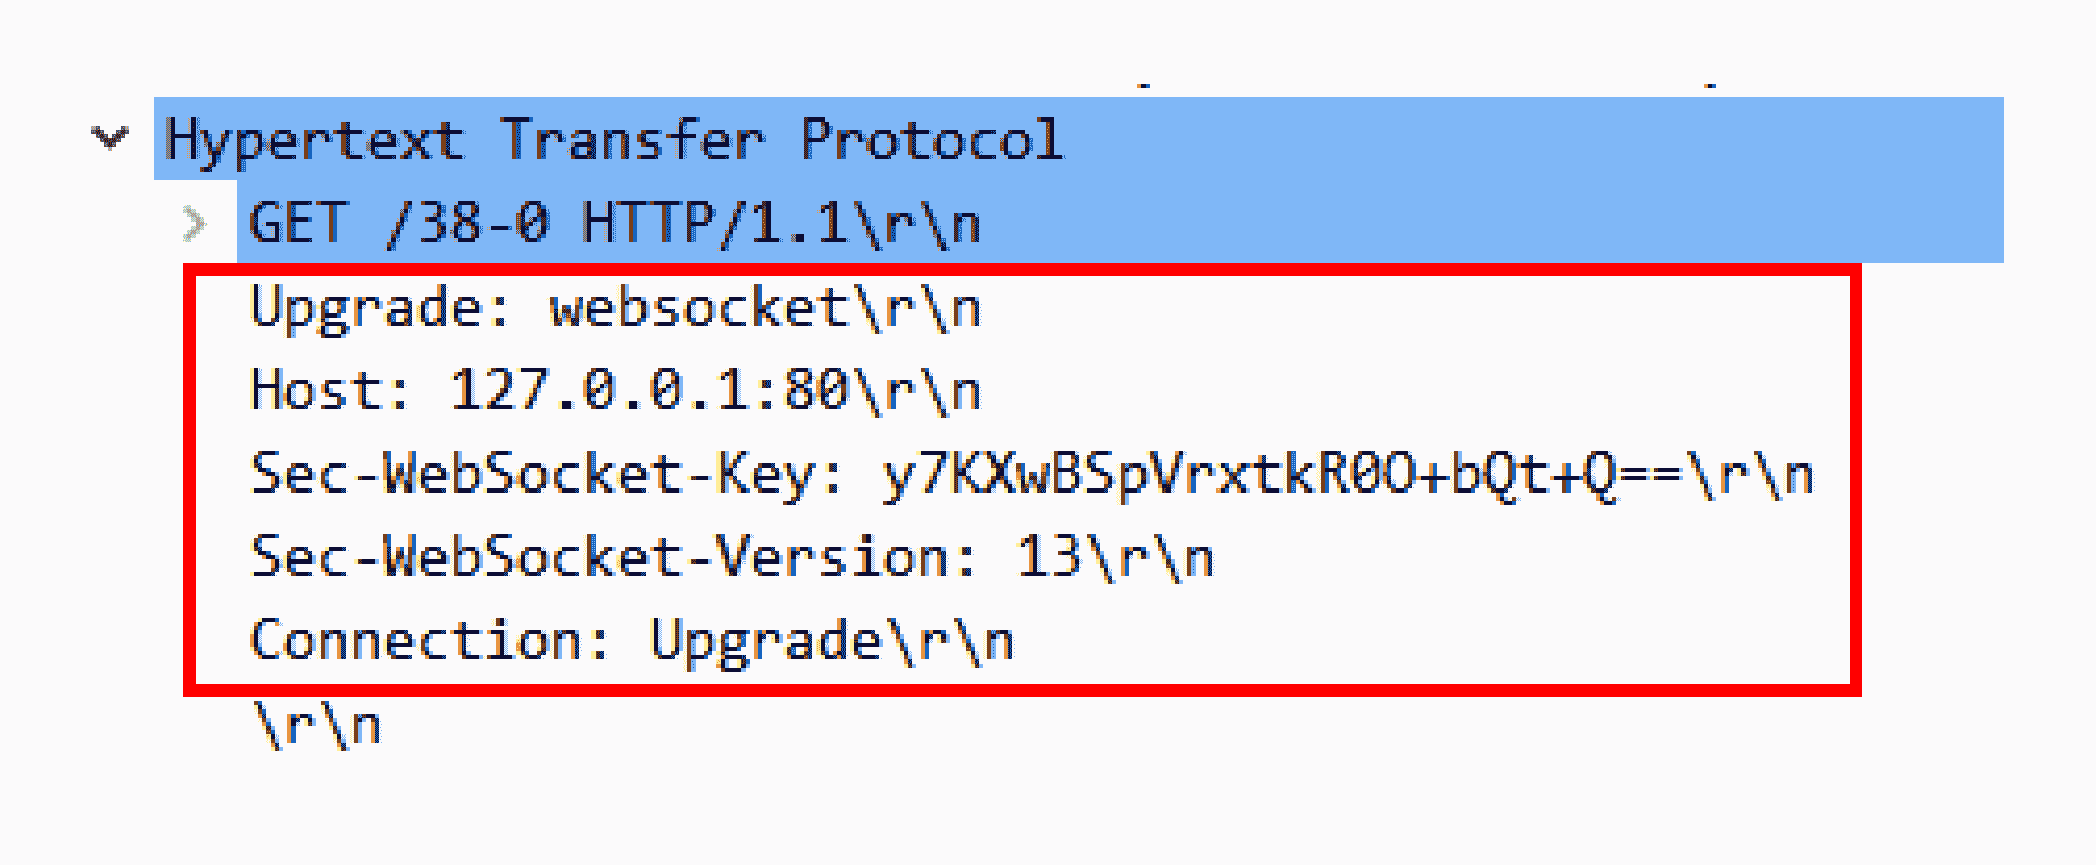 Hypertext Transfer Protocol
GET /38-0 HTTP/1.1\r\n
Upgrade: websocket\r\n
Host: 127.0.0.1:80\r\n
Sec-WebSocket-Key: y7KXwBSpVrxtkR0O+bQt+Q==\r\n
Sec-WebSocket-Version: 13\r\n
Connection: Upgrade\r\n
\r\n